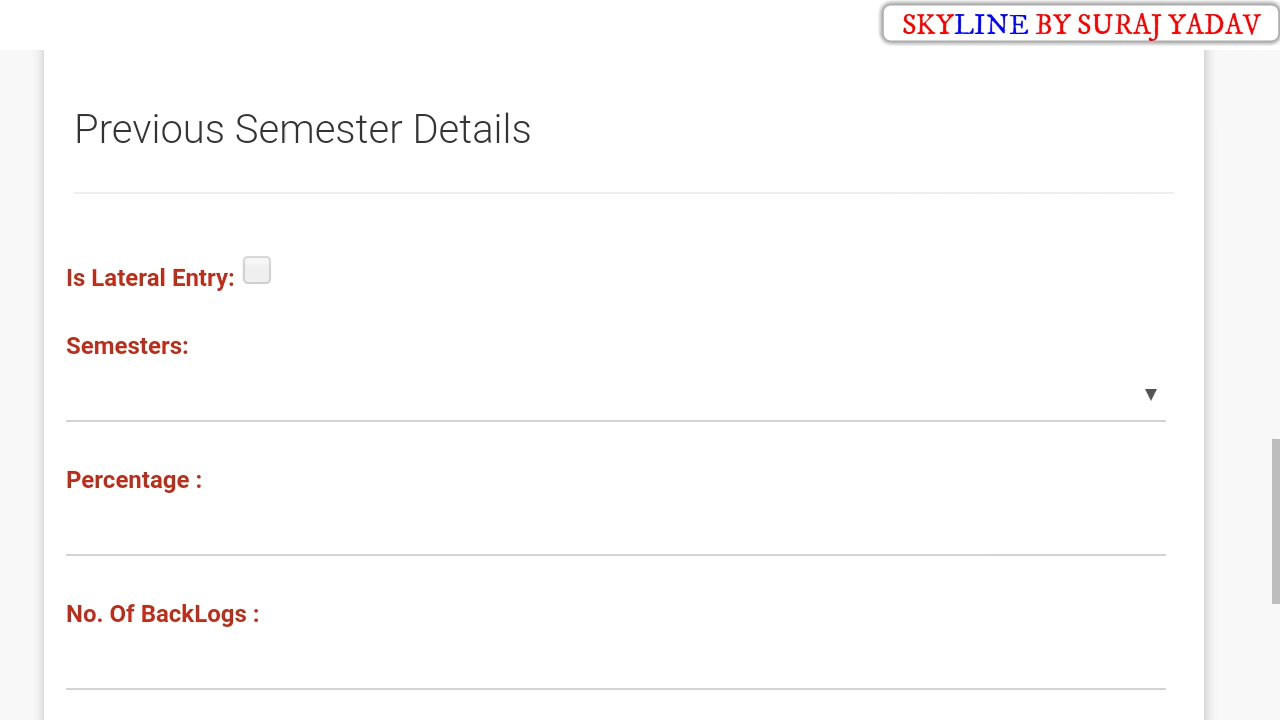 SKYLINE BY SURAJ YADAV
Previous Semester Details
Is Lateral Entry:
Semesters:
Percentage :
No. Of BackLogs :